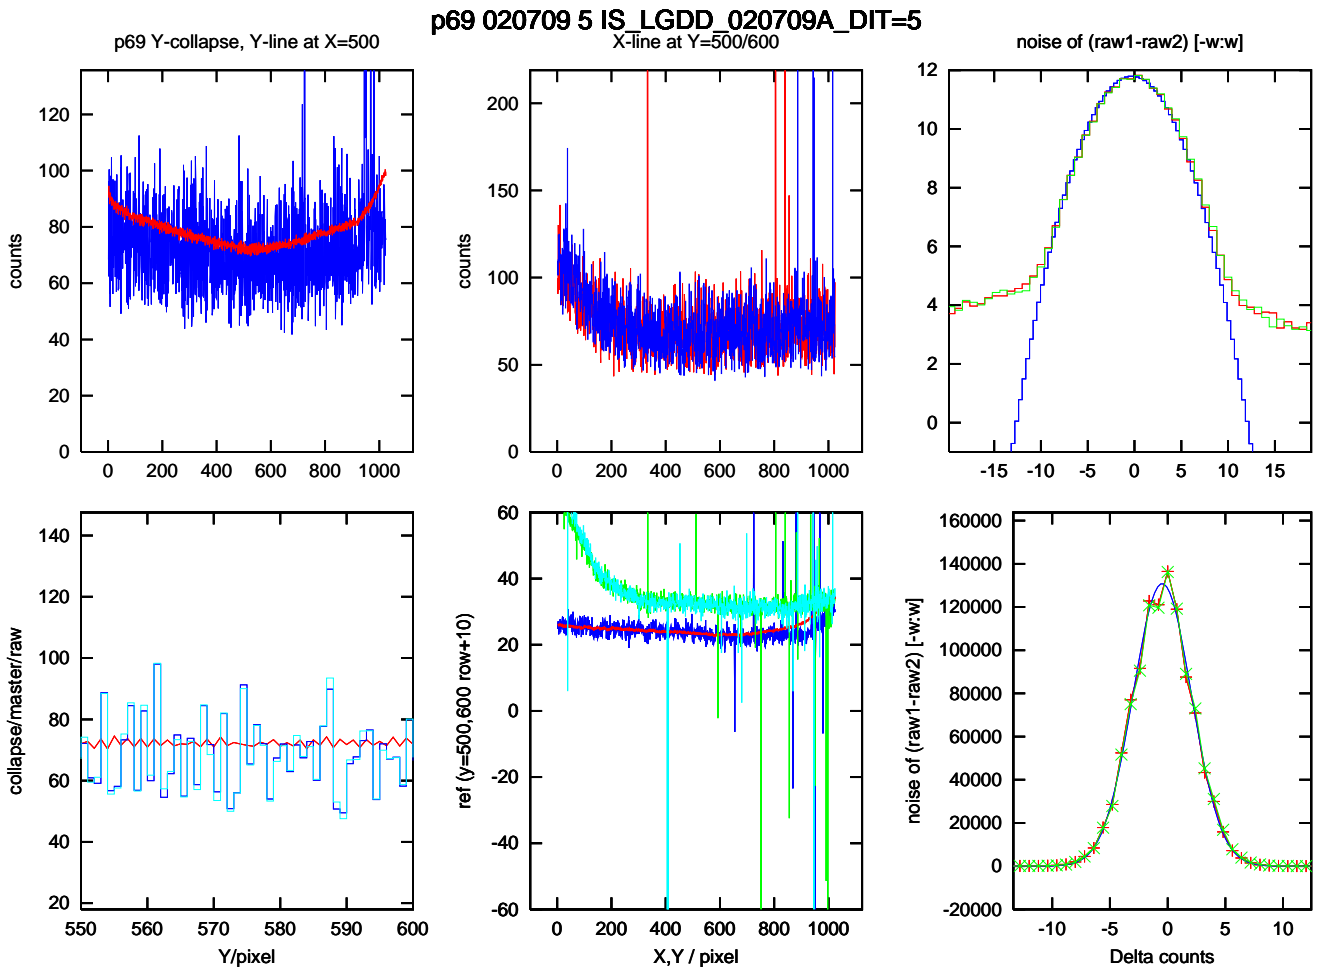 p69 020709 5 IS_LGDD_020709A_DIT=5
p69 Y-collapse, Y-line at X=500
counts
0
20
40
60
80
100
120
0 200 400 600 800 1000
X-line at Y=500/600
counts
0
50
100
150
200
0 200 400 600 800 1000
noise of (raw1-raw2) [-w:w]
0
2
4
6
8
10
12
-15 -10 -5 0 5 10 15
collapse/master/raw
20
40
60
80
100
120
140
550 560 570 580 590 600
Y/pixel
ref (y=500,600 row+10)
-60
-40
-20
0
20
40
60
0 200 400 600 800 1000
X,Y / pixel
noise of (raw1-raw2) [-w:w]
-20000
0
20000
40000
60000
80000
100000
120000
140000
160000
-10 -5 0 5 10
Delta counts